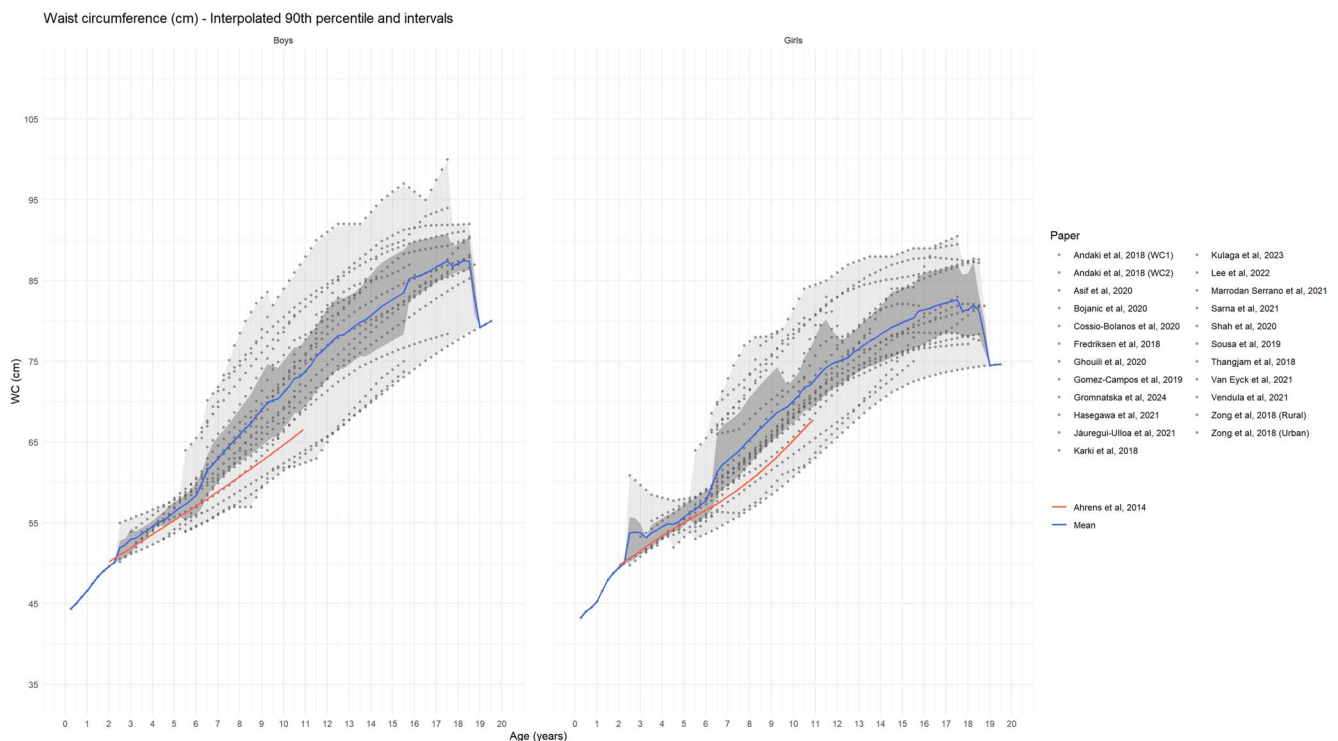 Waist circumference (cm) - Interpolated 90th percentile and intervals
Boys
Girls
WC (cm)
105
95
85
75
65
55
45
35
0 1 2 3 4 5 6 7 8 9 10 11 12 13 14 15 16 17 18 19 20
0 1 2 3 4 5 6 7 8 9 10 11 12 13 14 15 16 17 18 19 20
Age (years)
Paper
Andaki et al, 2018 (WC1)
Andaki et al, 2018 (WC2)
Asif et al, 2020
Bojanic et al, 2020
Cossio-Bolanos et al, 2020
Fredriksen et al, 2018
Ghouili et al, 2020
Gomez-Campos et al, 2019
Gromnatska et al, 2024
Hasegawa et al, 2021
Jáuregui-Ulloa et al, 2021
Karki et al, 2018
Kulaga et al, 2023
Lee et al, 2022
Marrodan Serrano et al, 2021
Sarna et al, 2021
Shah et al, 2020
Sousa et al, 2019
Thangjam et al, 2018
Van Eyck et al, 2021
Vendula et al, 2021
Zong et al, 2018 (Rural)
Zong et al, 2018 (Urban)
Ahrens et al, 2014
Mean